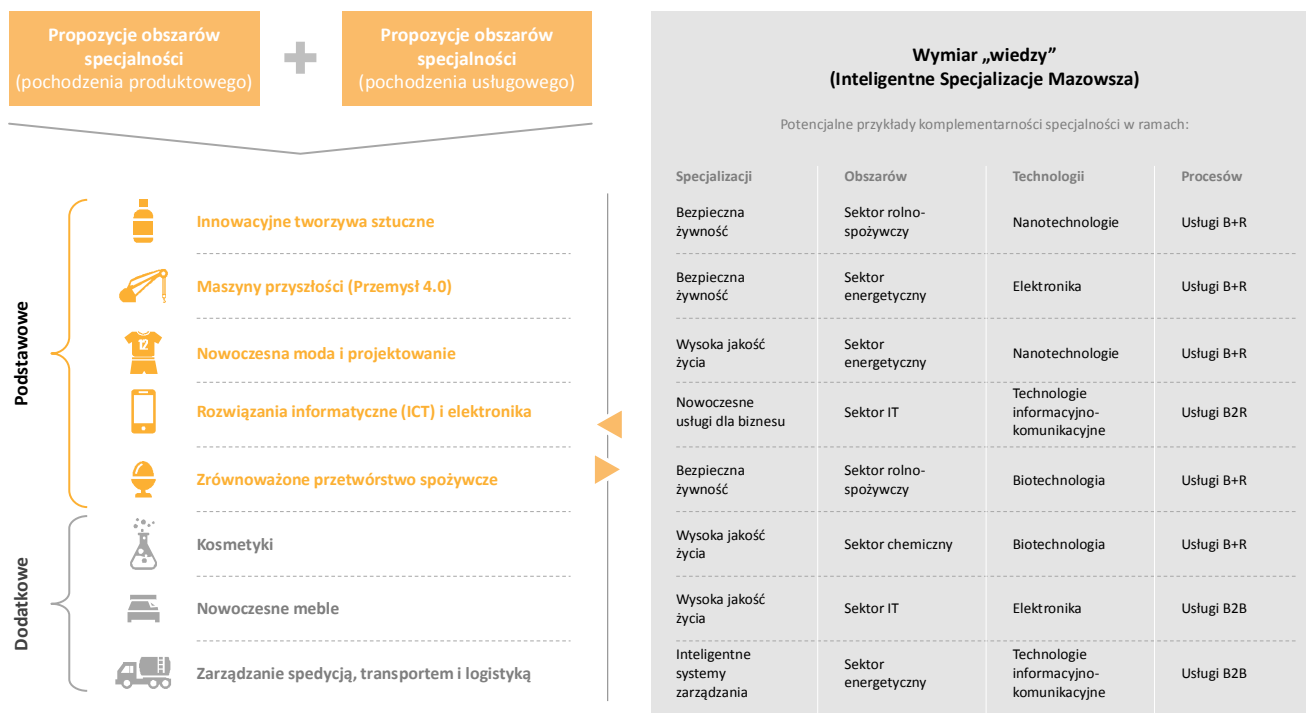 Propozycje obszarów
specjalności
(pochodzenia produktowego)
Propozycje obszarów
specjalności
(pochodzenia usługowego)
Podstawowe
Innowacyjne tworzywa sztuczne
Maszyny przyszłości (Przemysł 4.0)
12
Nowoczesna moda i projektowanie
Rozwiązania informatyczne (ICT) i elektronika
Zrównoważone przetwórstwo spożywcze
Dodatkowe
Kosmetyki
Nowoczesne meble
Zarządzanie spedycją, transportem i logistyką
Wymiar „wiedzy”
(Inteligentne Specjalizacje Mazowsza)
Potencjalne przykłady komplementarności specjalności w ramach:
Specjalizacji Obszarów Technologii Procesów
Bezpieczna
żywność
Sektor rolno-
spożywczy
Nanotechnologie
Usługi B+R
Bezpieczna
żywność
Sektor
energetyczny
Elektronika
Usługi B+R
Wysoka jakość
życia
Sektor
energetyczny
Nanotechnologie
Usługi B+R
Nowoczesne
usługi dla biznesu
Sektor IT
Technologie
informacyjno-
komunikacyjne
Usługi B2R
Bezpieczna
żywność
Sektor rolno-
spożywczy
Biotechnologia
Usługi B+R
Wysoka jakość
życia
Sektor chemiczny
Biotechnologia
Usługi B+R
Wysoka jakość
życia
Sektor IT
Elektronika
Usługi B2B
Inteligentne
systemy
zarządzania
Sektor
energetyczny
Technologie
informacyjno-
komunikacyjne
Usługi B2B